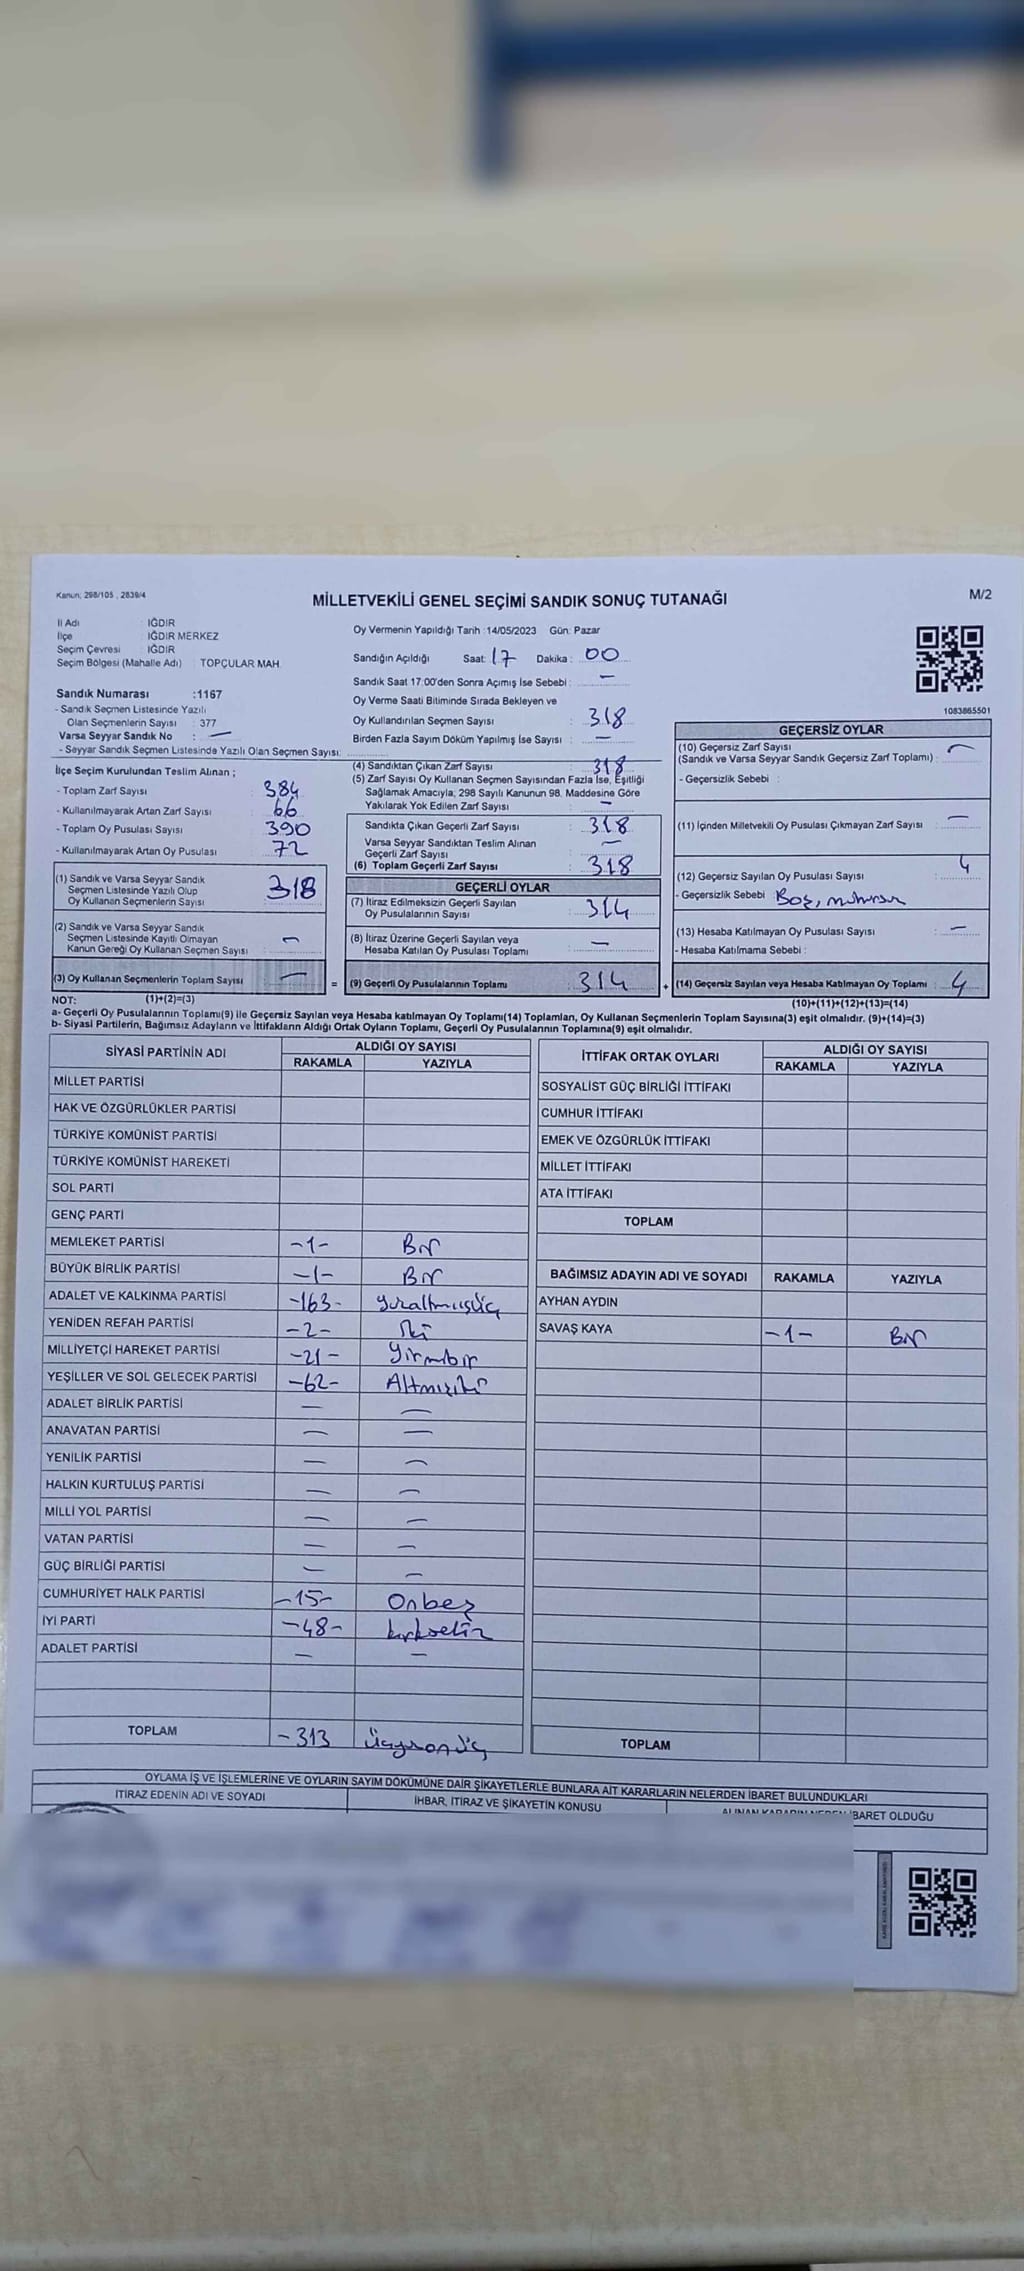 Kanun; 298/105 , 2839/4
MİLLETVEKİLİ GENEL SEÇİMİ SANDIK SONUÇ TUTANAĞI
M/2
İl Adı : IĞDIR
İlçe : IĞDIR MERKEZ
Seçim Çevresi : IĞDIR
Seçim Bölgesi (Mahalle Adı) : TOPÇULAR MAH.
Sandık Numarası :1167
- Sandık Seçmen Listesinde Yazılı
Olan Seçmenlerin Sayısı : 377
Varsa Seyyar Sandık No : —
- Seyyar Sandık Seçmen Listesinde Yazılı Olan Seçmen Sayısı:
Oy Vermenin Yapıldığı Tarih :14/05/2023 Gün: Pazar
Sandığın Açıldığı Saat: 17 Dakika : 00
Sandık Saat 17:00'den Sonra Açımış İse Sebebi : —
Oy Verme Saati Bitiminde Sırada Bekleyen ve
Oy Kullandırılan Seçmen Sayısı : 318
Birden Fazla Sayım Döküm Yapılmış İse Sayısı : —
1083865501
İlçe Seçim Kurulundan Teslim Alınan ;
- Toplam Zarf Sayısı : 384
- Kullanılmayarak Artan Zarf Sayısı : 66
- Toplam Oy Pusulası Sayısı : 390
- Kullanılmayarak Artan Oy Pusulası : 72
(1) Sandık ve Varsa Seyyar Sandık
Seçmen Listesinde Yazılı Olup
Oy Kullanan Seçmenlerin Sayısı : 318
(2) Sandık ve Varsa Seyyar Sandık
Seçmen Listesinde Kayıtlı Olmayan
Kanun Gereği Oy Kullanan Seçmen Sayısı : —
(3) Oy Kullanan Seçmenlerin Toplam Sayısı : —
(1)+(2)=(3)
(4) Sandıktan Çıkan Zarf Sayısı : 318
(5) Zarf Sayısı Oy Kullanan Seçmen Sayısından Fazla İse, Eşitliği
Sağlamak Amacıyla; 298 Sayılı Kanunun 98. Maddesine Göre
Yakılarak Yok Edilen Zarf Sayısı : —
Sandıkta Çıkan Geçerli Zarf Sayısı : 318
Varsa Seyyar Sandıktan Teslim Alınan
Geçerli Zarf Sayısı : —
(6) Toplam Geçerli Zarf Sayısı : 318
GEÇERLİ OYLAR
(7) İtiraz Edilmeksizin Geçerli Sayılan
Oy Pusulalarının Sayısı : 314
(8) İtiraz Üzerine Geçerli Sayılan veya
Hesaba Katılan Oy Pusulası Toplamı : —
= (9) Geçerli Oy Pusulalarının Toplamı : 314
GEÇERSİZ OYLAR
(10) Geçersiz Zarf Sayısı
(Sandık ve Varsa Seyyar Sandık Geçersiz Zarf Toplamı) : —
- Geçersizlik Sebebi :
(11) İçinden Milletvekili Oy Pusulası Çıkmayan Zarf Sayısı : —
(12) Geçersiz Sayılan Oy Pusulası Sayısı : 4
- Geçersizlik Sebebi : Boş, mühürsüz
(13) Hesaba Katılmayan Oy Pusulası Sayısı : —
- Hesaba Katılmama Sebebi :
+ (14) Geçersiz Sayılan veya Hesaba Katılmayan Oy Toplamı : 4
(10)+(11)+(12)+(13)=(14)
NOT:
a- Geçerli Oy Pusulalarının Toplamı(9) ile Geçersiz Sayılan veya Hesaba katılmayan Oy Toplamı(14) Toplamları, Oy Kullanan Seçmenlerin Toplam Sayısına(3) eşit olmalıdır. (9)+(14)=(3)
b- Siyasi Partilerin, Bağımsız Adayların ve İttifakların Aldığı Ortak Oyların Toplamı, Geçerli Oy Pusulalarının Toplamına(9) eşit olmalıdır.
SİYASİ PARTİNİN ADI
ALDIĞI OY SAYISI
RAKAMLA YAZIYLA
MİLLET PARTİSİ
HAK VE ÖZGÜRLÜKLER PARTİSİ
TÜRKİYE KOMÜNİST PARTİSİ
TÜRKİYE KOMÜNİST HAREKETİ
SOL PARTİ
GENÇ PARTİ
MEMLEKET PARTİSİ -1- Bir
BÜYÜK BİRLİK PARTİSİ -1- Bir
ADALET VE KALKINMA PARTİSİ -163- yüzaltmışüç
YENİDEN REFAH PARTİSİ -2- İki
MİLLİYETÇİ HAREKET PARTİSİ -21- yirmibir
YEŞİLLER VE SOL GELECEK PARTİSİ -62- Altmışiki
ADALET BİRLİK PARTİSİ — —
ANAVATAN PARTİSİ — —
YENİLİK PARTİSİ — —
HALKIN KURTULUŞ PARTİSİ — —
MİLLİ YOL PARTİSİ — —
VATAN PARTİSİ — —
GÜÇ BİRLİĞİ PARTİSİ — —
CUMHURİYET HALK PARTİSİ -15- Onbeş
İYİ PARTİ -48- kırksekiz
ADALET PARTİSİ — —
TOPLAM -313 üçyüzonüç
İTTİFAK ORTAK OYLARI
ALDIĞI OY SAYISI
RAKAMLA YAZIYLA
SOSYALİST GÜÇ BİRLİĞİ İTTİFAKI
CUMHUR İTTİFAKI
EMEK VE ÖZGÜRLÜK İTTİFAKI
MİLLET İTTİFAKI
ATA İTTİFAKI
TOPLAM
BAĞIMSIZ ADAYIN ADI VE SOYADI RAKAMLA YAZIYLA
AYHAN AYDIN
SAVAŞ KAYA -1- Bir
TOPLAM
OYLAMA İŞ VE İŞLEMLERİNE VE OYLARIN SAYIM DÖKÜMÜNE DAİR ŞİKAYETLERLE BUNLARA AİT KARARLARIN NELERDEN İBARET BULUNDUKLARI
İTİRAZ EDENİN ADI VE SOYADI
İHBAR, İTİRAZ VE ŞİKAYETİN KONUSU
ALINAN KARARIN NEDEN İBARET OLDUĞU